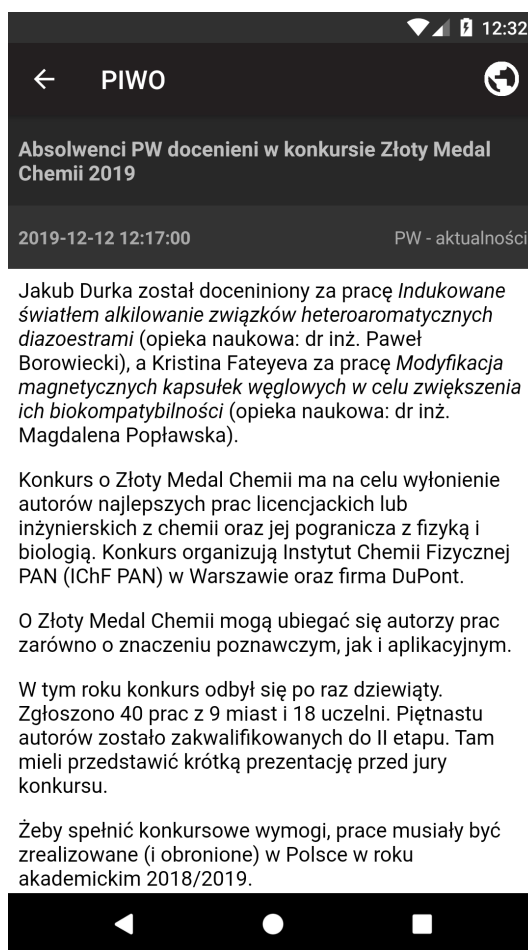 12:32
PIWO
Absolwenci PW docenieni w konkursie Złoty Medal
Chemii 2019
2019-12-12 12:17:00 PW - aktualności
Jakub Durka został doceniniony za pracę Indukowane
światłem alkilowanie związków heteroaromatycznych
diazoestrami (opieka naukowa: dr inż. Paweł
Borowiecki), a Kristina Fateyeva za pracę Modyfikacja
magnetycznych kapsułek węglowych w celu zwiększenia
ich biokompatybilności (opieka naukowa: dr inż.
Magdalena Popławska).
Konkurs o Złoty Medal Chemii ma na celu wyłonienie
autorów najlepszych prac licencjackich lub
inżynierskich z chemii oraz jej pogranicza z fizyką i
biologią. Konkurs organizują Instytut Chemii Fizycznej
PAN (IChF PAN) w Warszawie oraz firma DuPont.
O Złoty Medal Chemii mogą ubiegać się autorzy prac
zarówno o znaczeniu poznawczym, jak i aplikacyjnym.
W tym roku konkurs odbył się po raz dziewiąty.
Zgłoszono 40 prac z 9 miast i 18 uczelni. Piętnastu
autorów zostało zakwalifikowanych do II etapu. Tam
mieli przedstawić krótką prezentację przed jury
konkursu.
Żeby spełnić konkursowe wymogi, prace musiały być
zrealizowane (i obronione) w Polsce w roku
akademickim 2018/2019.